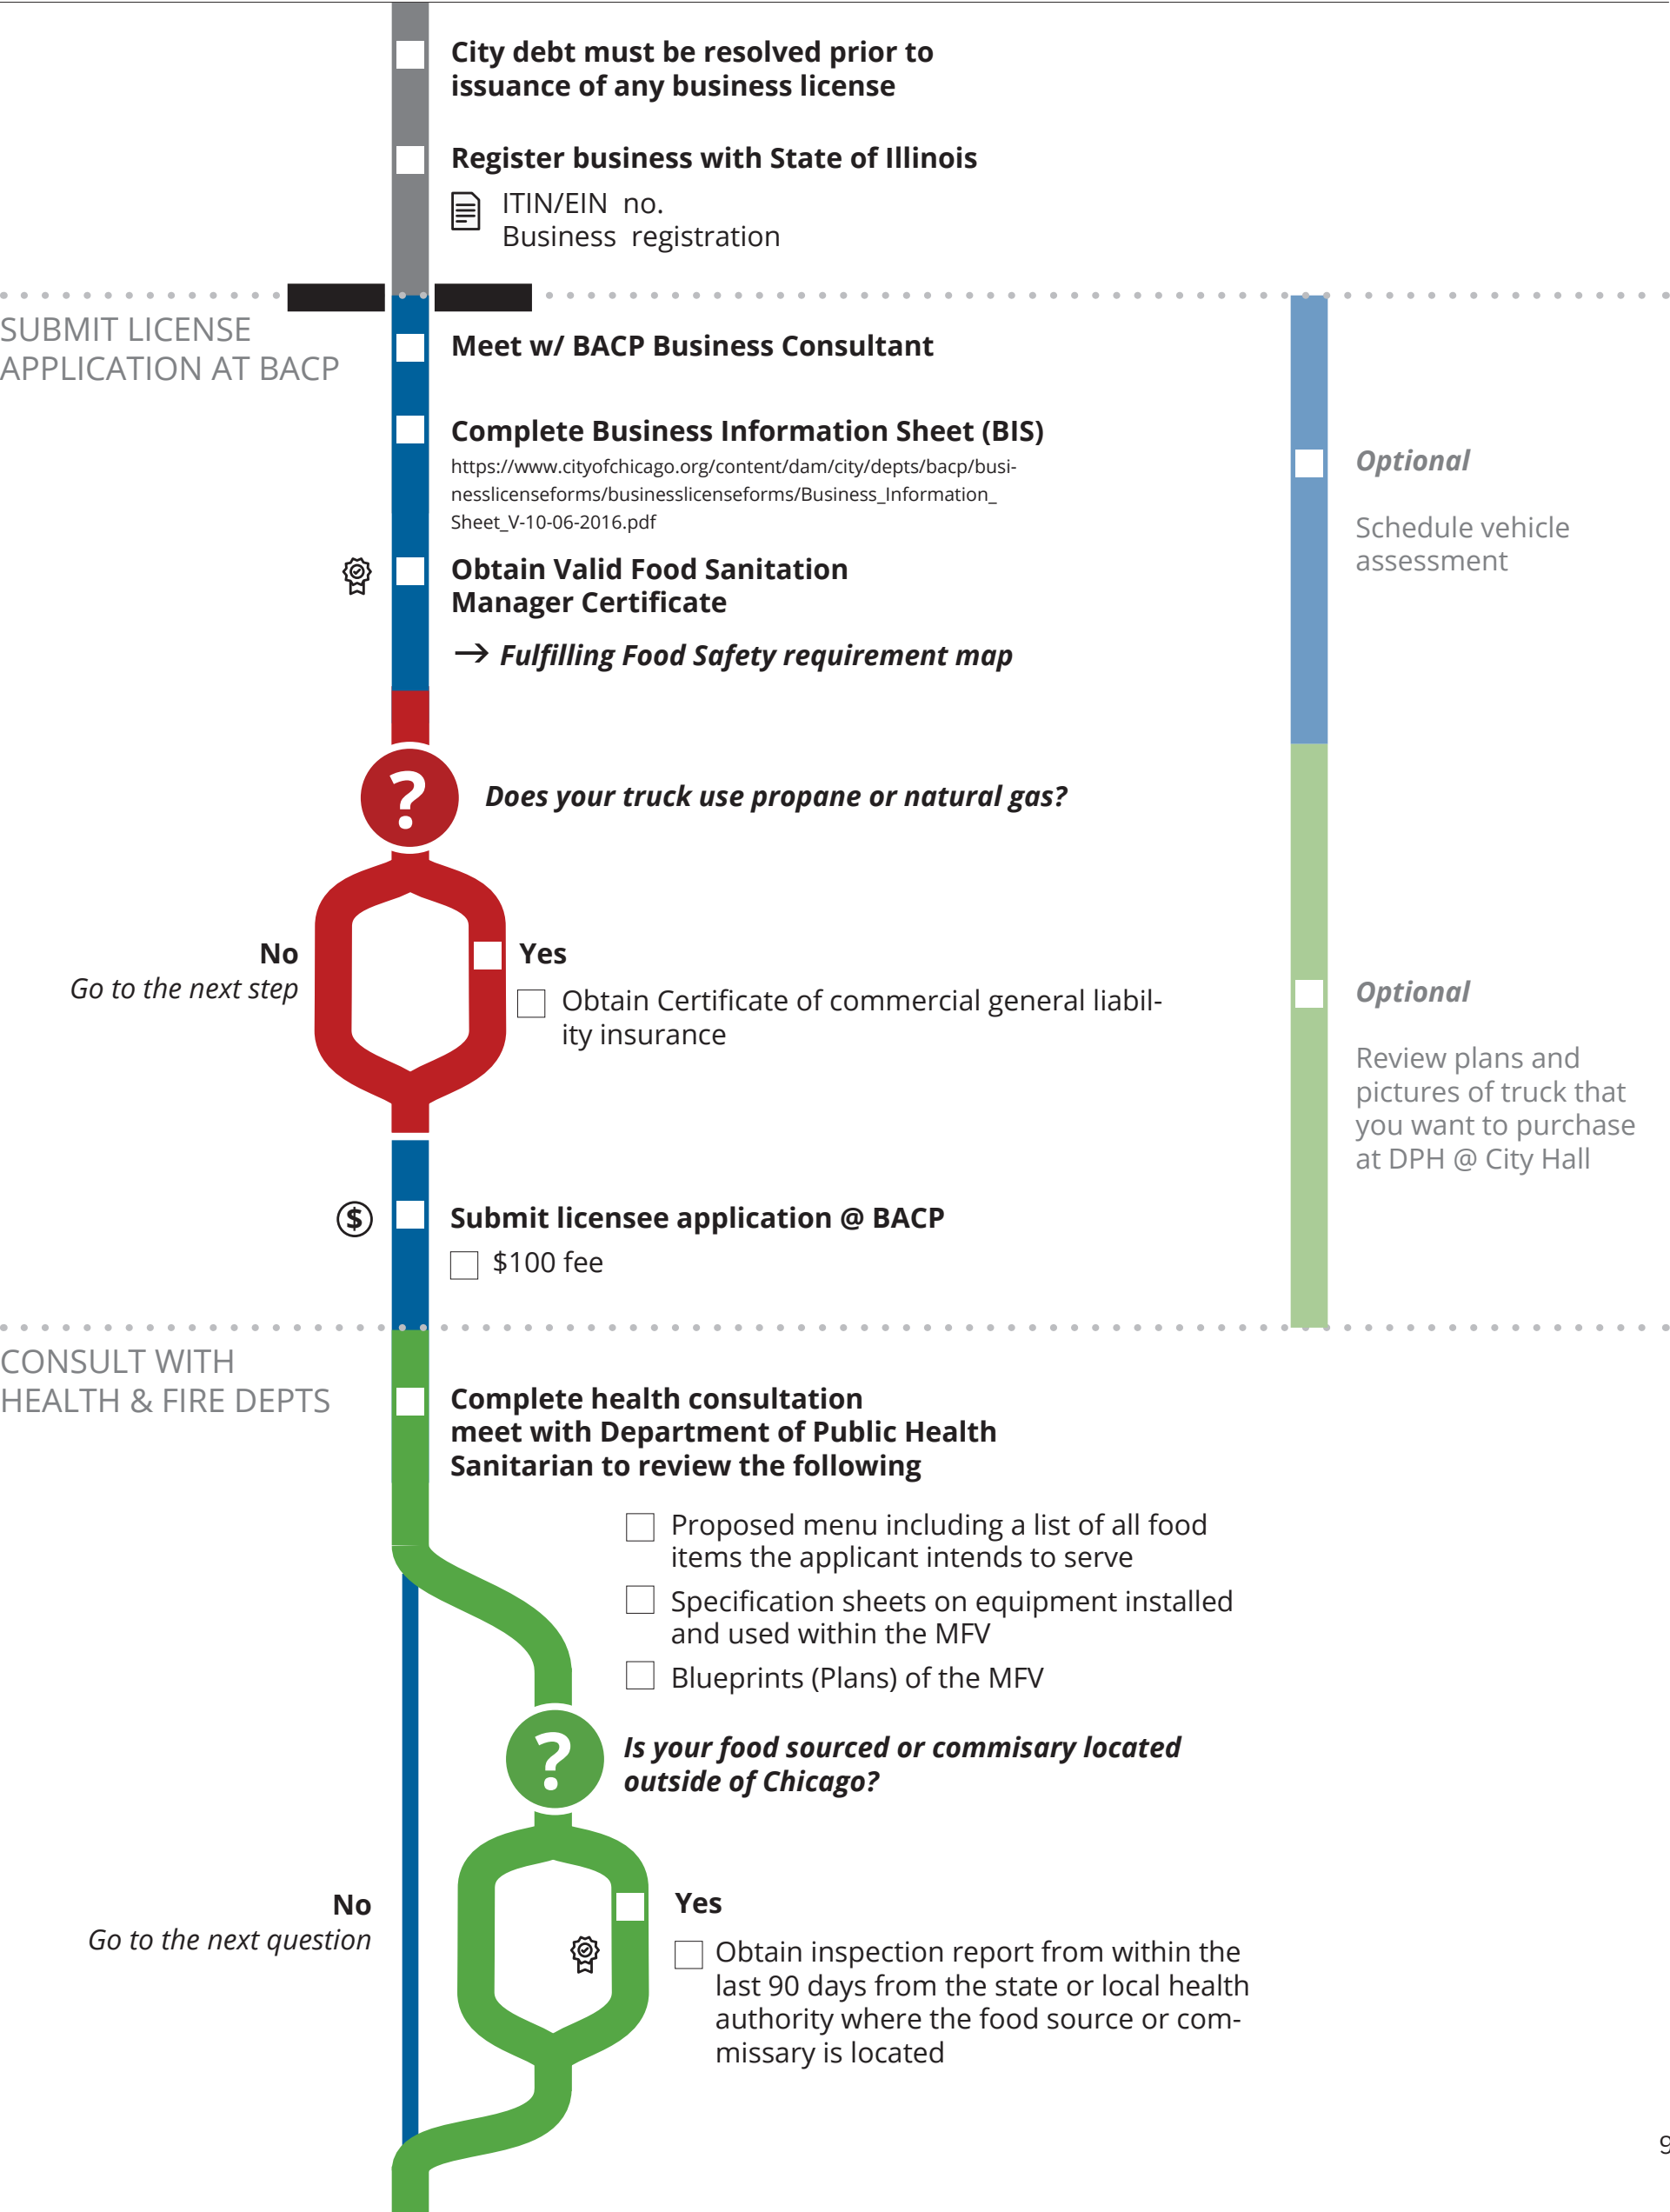 City debt must be resolved prior to
issuance of any business license
Register business with State of Illinois
ITIN/EIN no.
Business registration
SUBMIT LICENSE
APPLICATION AT BACP
Meet w/ BACP Business Consultant
Complete Business Information Sheet (BIS)
https://www.cityofchicago.org/content/dam/city/depts/bacp/busi-
nesslicenseforms/businesslicenseforms/Business_Information_
Sheet_V-10-06-2016.pdf
Optional
Schedule vehicle
assessment
Obtain Valid Food Sanitation
Manager Certificate
→ Fulfilling Food Safety requirement map
?
Does your truck use propane or natural gas?
No
Go to the next step
Yes
Obtain Certificate of commercial general liabil-
ity insurance
Optional
Review plans and
pictures of truck that
you want to purchase
at DPH @ City Hall
$
Submit licensee application @ BACP
$100 fee
CONSULT WITH
HEALTH & FIRE DEPTS
Complete health consultation
meet with Department of Public Health
Sanitarian to review the following
Proposed menu including a list of all food
items the applicant intends to serve
Specification sheets on equipment installed
and used within the MFV
Blueprints (Plans) of the MFV
?
Is your food sourced or commisary located
outside of Chicago?
No
Go to the next question
Yes
Obtain inspection report from within the
last 90 days from the state or local health
authority where the food source or com-
missary is located
9